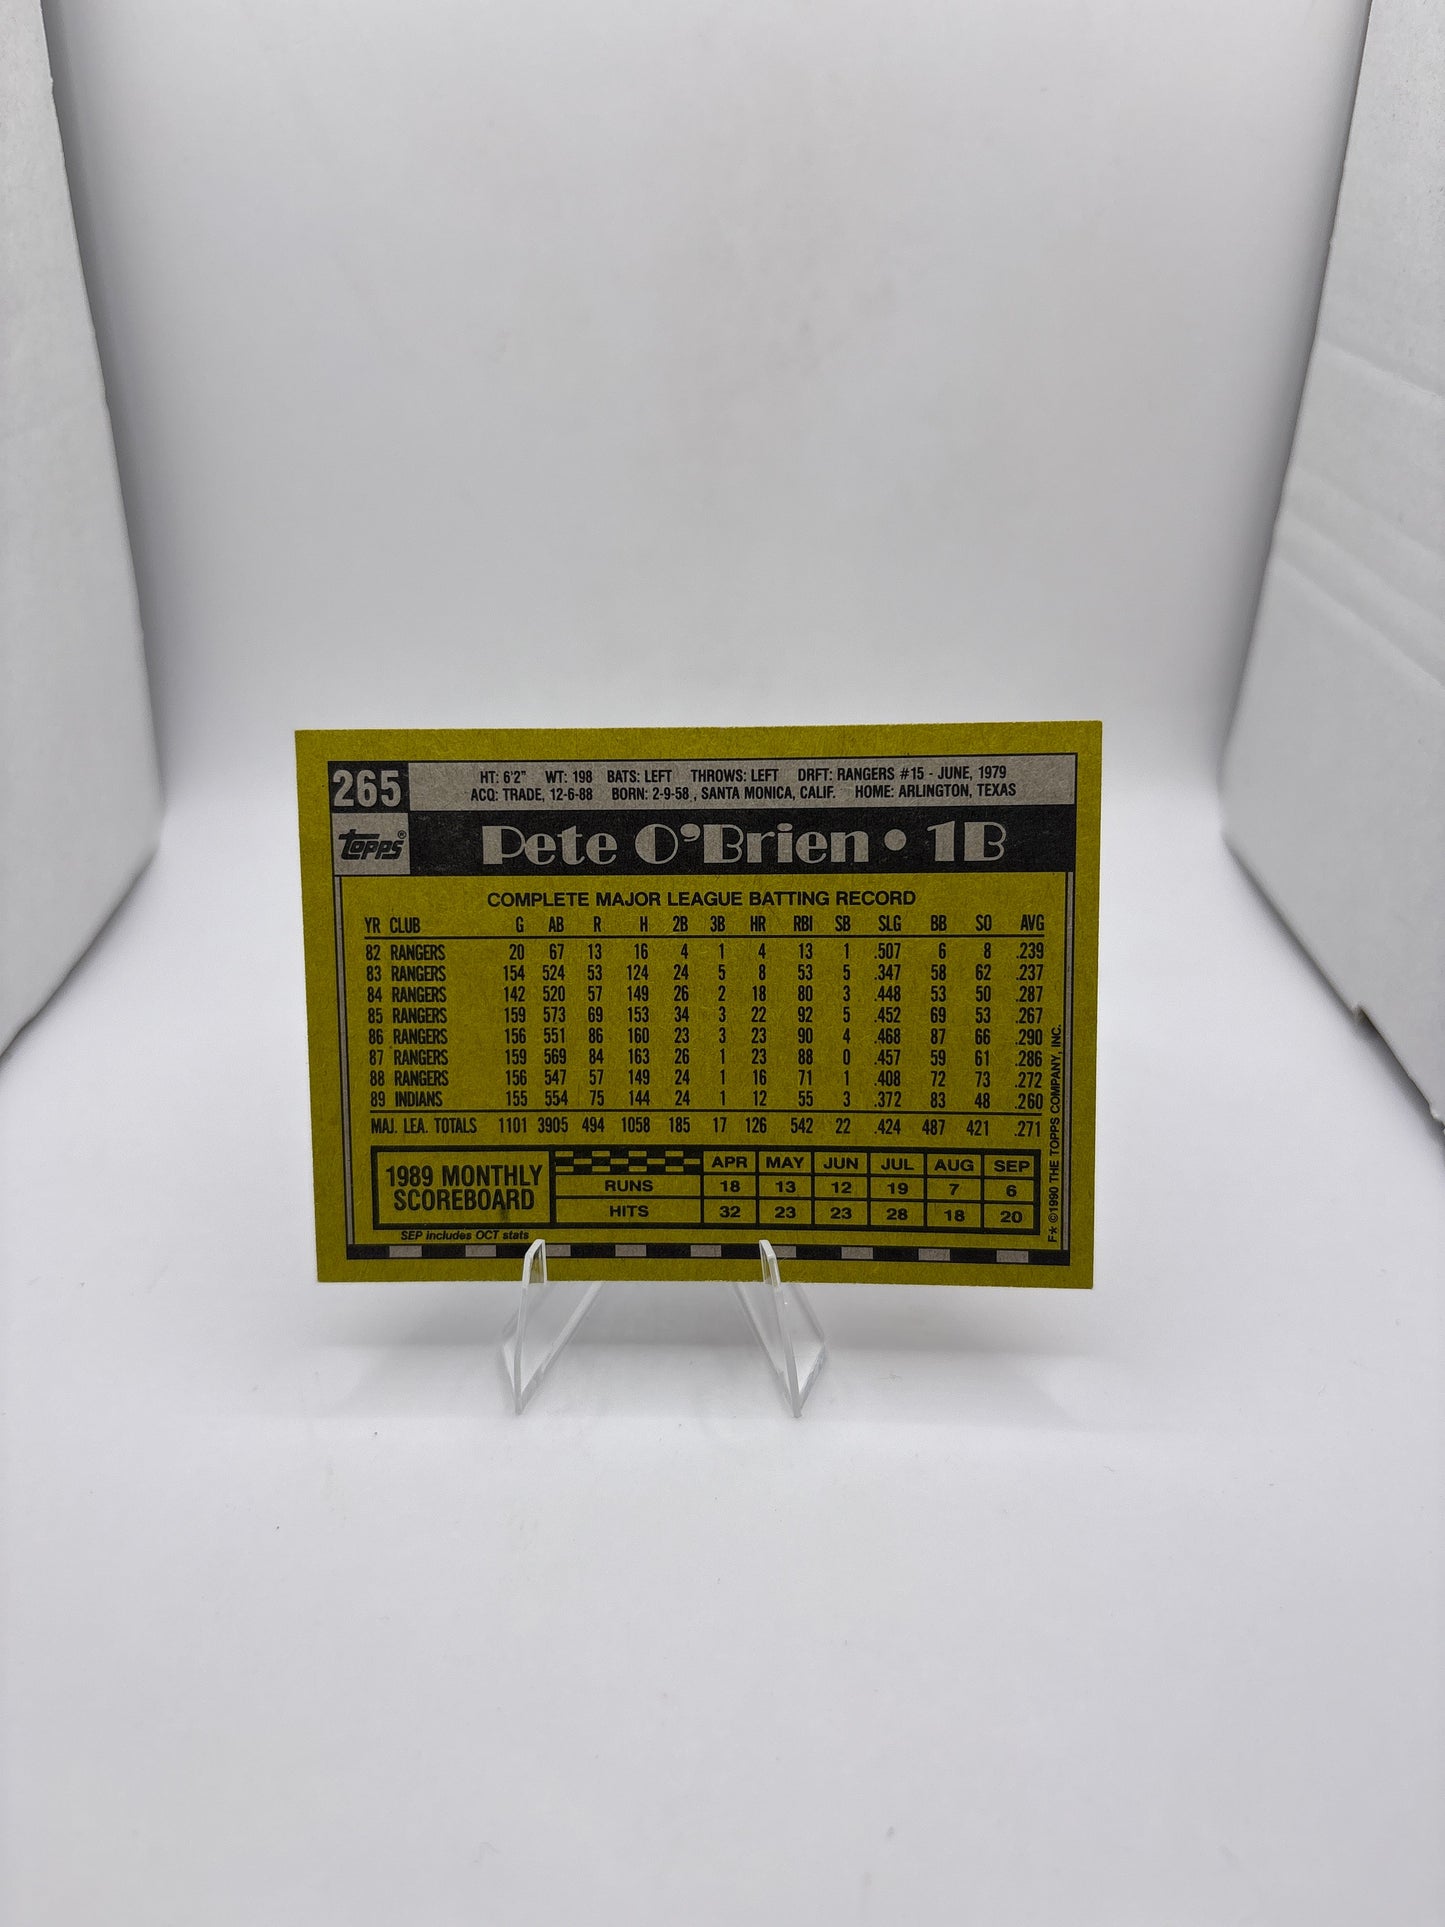 265
HT: 6'2" WT: 198 BATS: LEFT THROWS: LEFT DRFT: RANGERS #15 - JUNE, 1979
ACQ: TRADE, 12-6-88 BORN: 2-9-58, SANTA MONICA, CALIF. HOME: ARLINGTON, TEXAS
topps®
Pete O'Brien • 1B
COMPLETE MAJOR LEAGUE BATTING RECORD
YR CLUB G AB R H 2B 3B HR RBI SB SLG BB SO AVG
82 RANGERS 20 67 13 16 4 1 4 13 1 .507 6 8 .239
83 RANGERS 154 524 53 124 24 5 8 53 5 .347 58 62 .237
84 RANGERS 142 520 57 149 26 2 18 80 3 .448 53 50 .287
85 RANGERS 159 573 69 153 34 3 22 92 5 .452 69 53 .267
86 RANGERS 156 551 86 160 23 3 23 90 4 .468 87 66 .290
87 RANGERS 159 569 84 163 26 1 23 88 0 .457 59 61 .286
88 RANGERS 156 547 57 149 24 1 16 71 1 .408 72 73 .272
89 INDIANS 155 554 75 144 24 1 12 55 3 .372 83 48 .260
MAJ. LEA. TOTALS 1101 3905 494 1058 185 17 126 542 22 .424 487 421 .271
1989 MONTHLY
SCOREBOARD
APR MAY JUN JUL AUG SEP
RUNS 18 13 12 19 7 6
HITS 32 23 23 28 18 20
SEP includes OCT stats
F* ©1990 THE TOPPS COMPANY, INC.